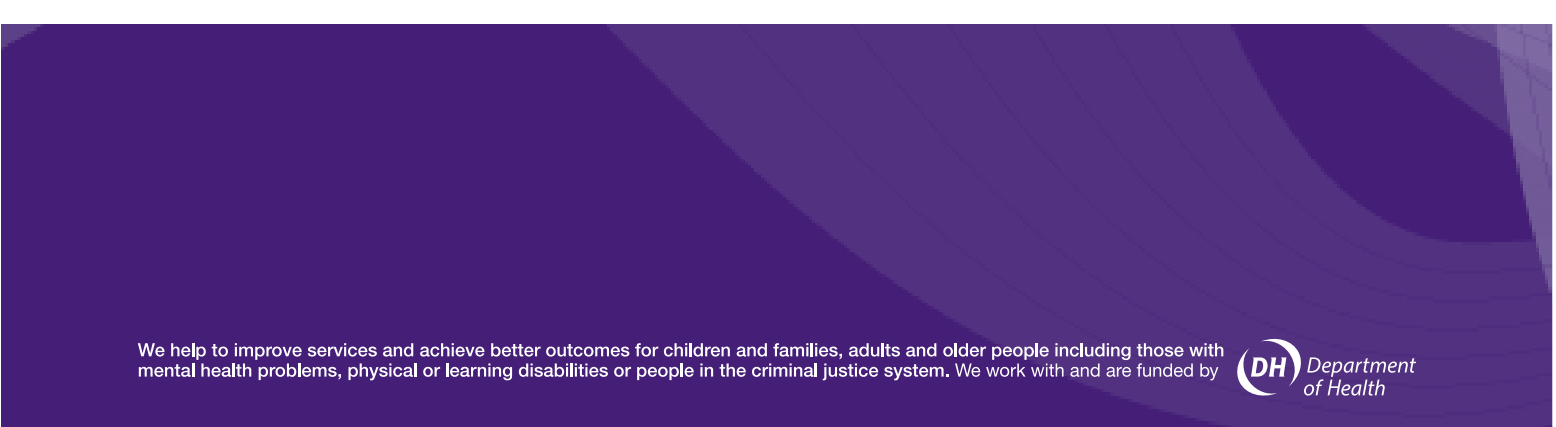 We help to improve services and achieve better outcomes for children and families, adults and older people including those with
mental health problems, physical or learning disabilities or people in the criminal justice system. We work with and are funded by
DH Department
of Health